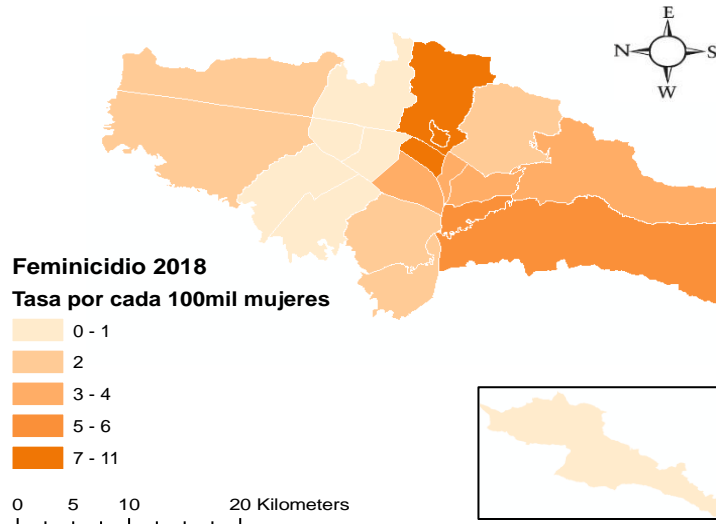 E
N S
W
Feminicidio 2018
Tasa por cada 100mil mujeres
0 - 1
2
3 - 4
5 - 6
7 - 11
0 5 10 20 Kilometers